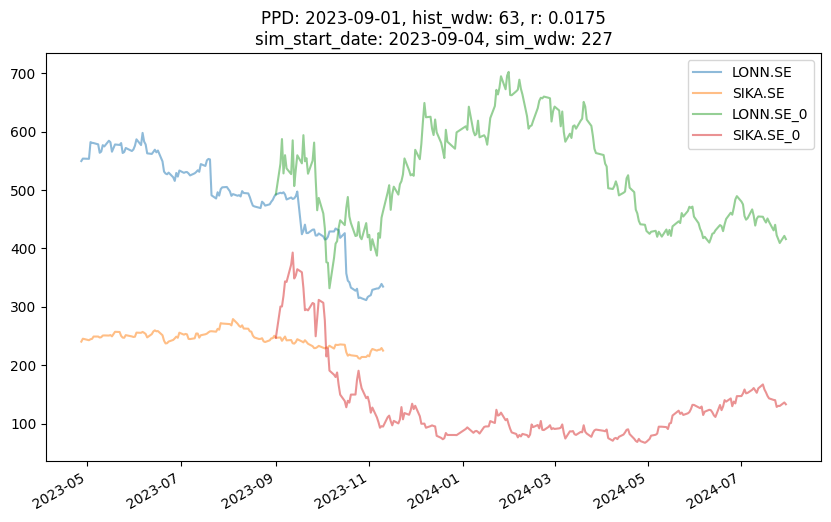 PPD: 2023-09-01, hist_wdw: 63, r: 0.0175
sim_start_date: 2023-09-04, sim_wdw: 227
LONN.SE
SIKA.SE
LONN.SE_0
SIKA.SE_0
700
600
500
400
300
200
100
2023-05
2023-07
2023-09
2023-11
2024-01
2024-03
2024-05
2024-07